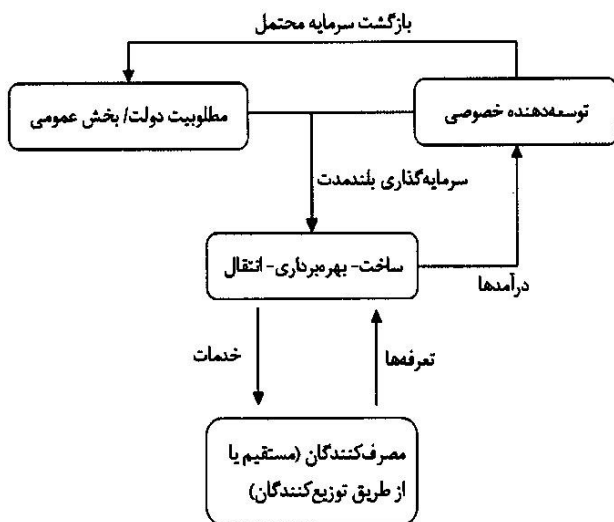 بازگشت سرمایه محتمل
توسعه‌دهنده خصوصی
مطلوبیت دولت/ بخش عمومی
سرمایه‌گذاری بلندمدت
ساخت- بهره‌برداری- انتقال
درآمدها
تعرفه‌ها
خدمات
مصرف‌کنندگان (مستقیم یا
از طریق توزیع‌کنندگان)